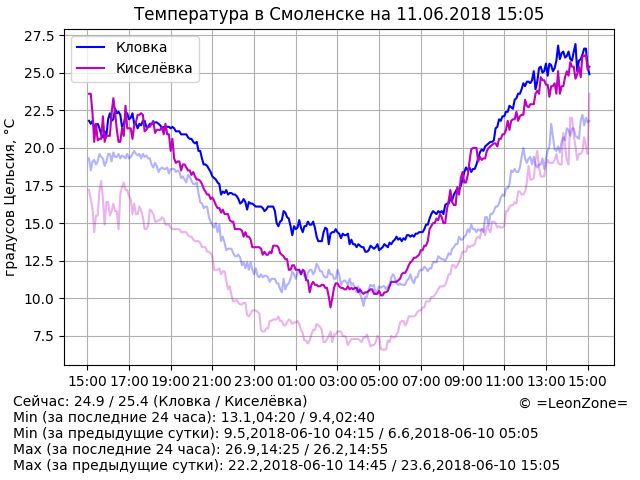 Температура в Смоленске на 11.06.2018 15:05
Кловка
Киселёвка
градусов Цельсия, °C
27.5
25.0
22.5
20.0
17.5
15.0
12.5
10.0
7.5
15:00 17:00 19:00 21:00 23:00 01:00 03:00 05:00 07:00 09:00 11:00 13:00 15:00
Сейчас: 24.9 / 25.4 (Кловка / Киселёвка)
© =LeonZone=
Min (за последние 24 часа): 13.1,04:20 / 9.4,02:40
Min (за предыдущие сутки): 9.5,2018-06-10 04:15 / 6.6,2018-06-10 05:05
Max (за последние 24 часа): 26.9,14:25 / 26.2,14:55
Max (за предыдущие сутки): 22.2,2018-06-10 14:45 / 23.6,2018-06-10 15:05